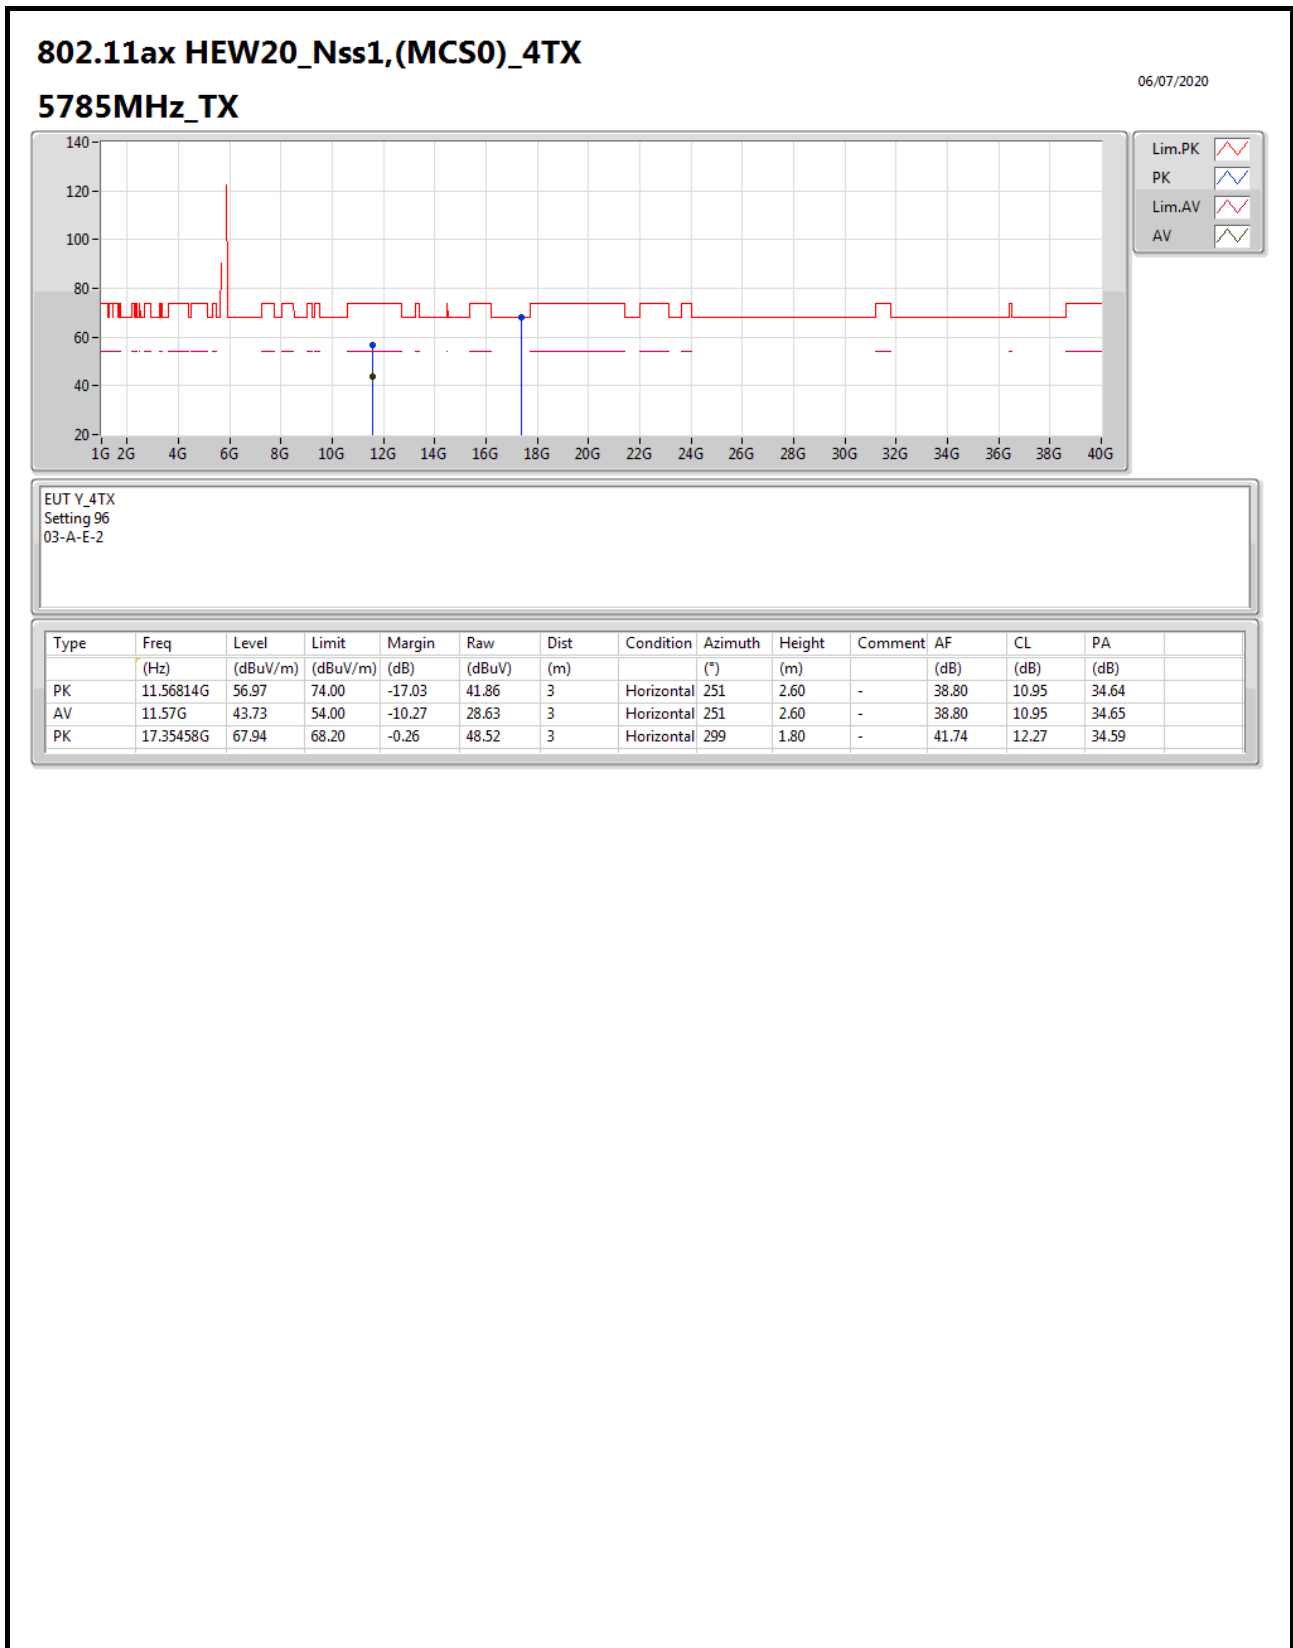 802.11ax HEW20_Nss1,(MCS0)_4TX
06/07/2020
5785MHz_TX
140
120
100
80
60
40
20
1G 2G 4G 6G 8G 10G 12G 14G 16G 18G 20G 22G 24G 26G 28G 30G 32G 34G 36G 38G 40G
Lim.PK
PK
Lim.AV
AV
EUT Y_4TX
Setting 96
03-A-E-2
Type Freq Level Limit Margin Raw Dist Condition Azimuth Height Comment AF CL PA
(Hz) (dBuV/m) (dBuV/m) (dB) (dBuV) (m) (°) (m) (dB) (dB) (dB)
PK 11.56814G 56.97 74.00 -17.03 41.86 3 Horizontal 251 2.60 - 38.80 10.95 34.64
AV 11.57G 43.73 54.00 -10.27 28.63 3 Horizontal 251 2.60 - 38.80 10.95 34.65
PK 17.35458G 67.94 68.20 -0.26 48.52 3 Horizontal 299 1.80 - 41.74 12.27 34.59